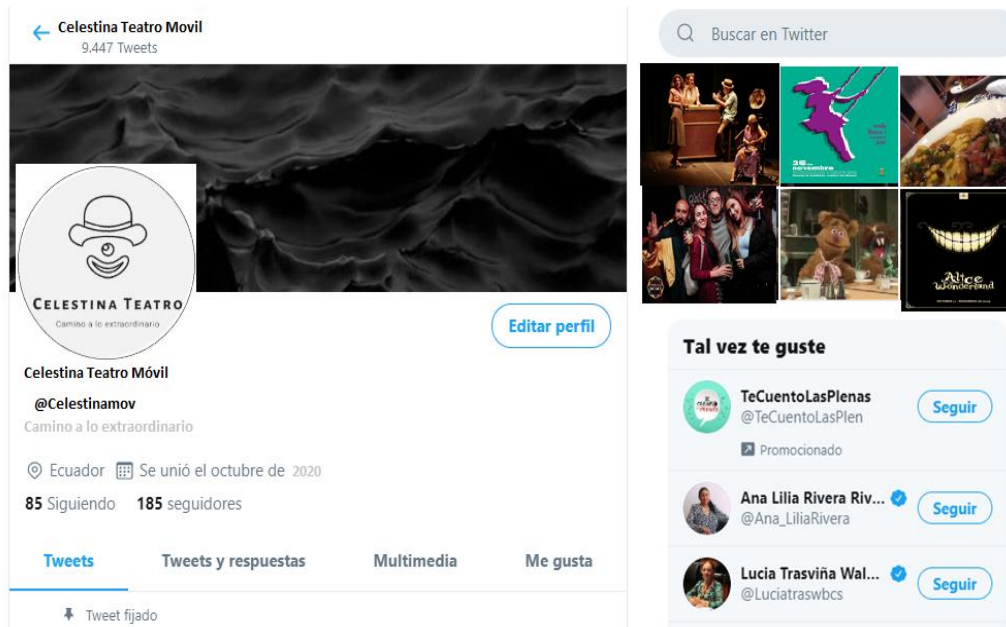 Celestina Teatro Movil
9.447 Tweets
CELESTINA TEATRO
Camino a lo extraordinario
Editar perfil
Celestina Teatro Móvil
@Celestinamov
Camino a lo extraordinario
Ecuador Se unió el octubre de 2020
85 Siguiendo 185 seguidores
Tweets Tweets y respuestas Multimedia Me gusta
Tweet fijado
Buscar en Twitter
novembro
Alice
Wonderland
Tal vez te guste
TeCuentoLasPlenas
@TeCuentoLasPlen
Seguir
Promocionado
Ana Lilia Rivera Riv...
@Ana_LiliaRivera
Seguir
Lucia Trasviña Wal...
@Luciatraswbcs
Seguir